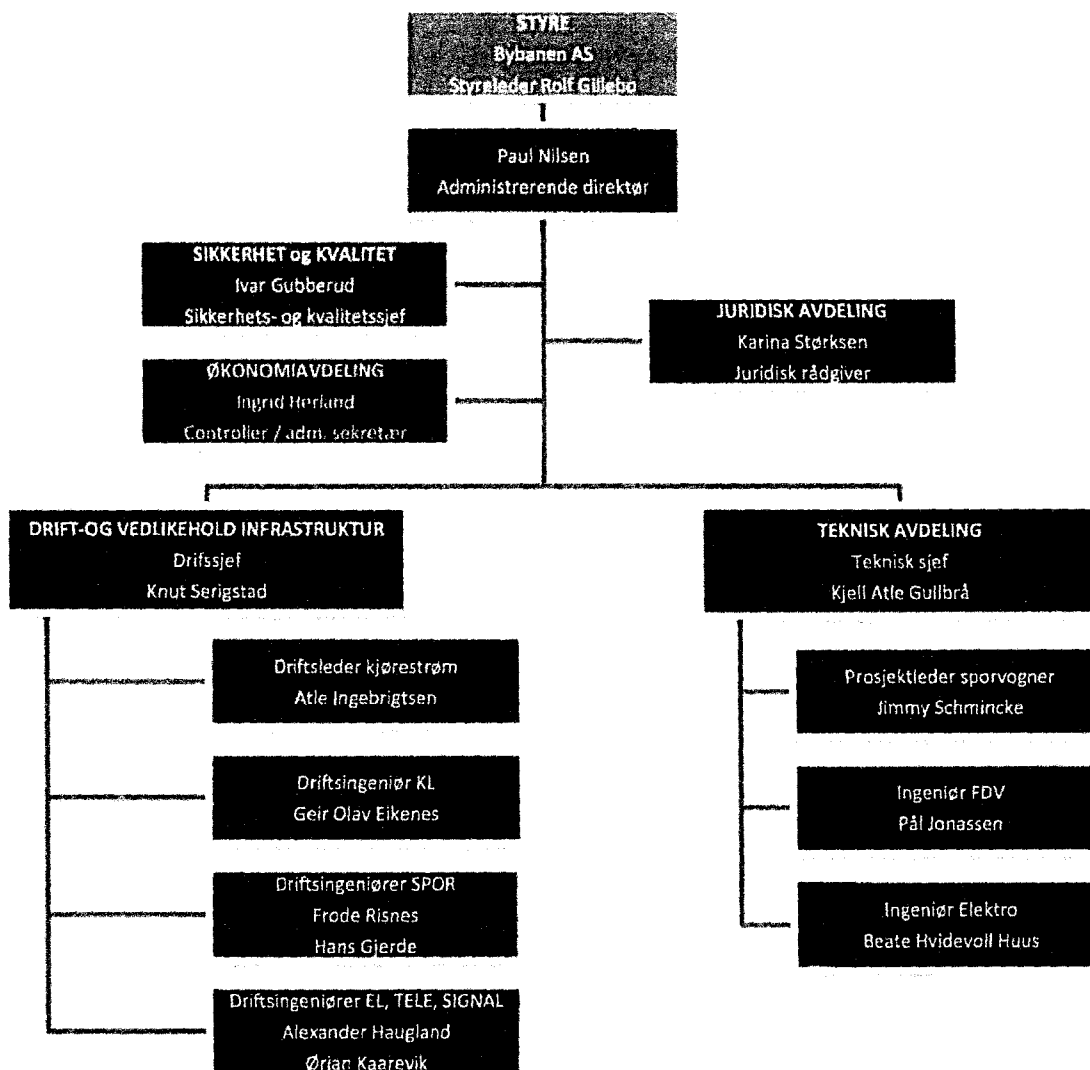 STYRE
Bybanen AS
Styreleder Rolf Gillebo
Paul Nilsen
Administrerende direktør
SIKKERHET og KVALITET
Ivar Gubberud
Sikkerhets- og kvalitetssjef
JURIDISK AVDELING
Karina Størksen
Juridisk rådgiver
ØKONOMIAVDELING
Ingrid Herland
Controller / adm. sekretær
DRIFT-OG VEDLIKEHOLD INFRASTRUKTUR
Drifssjef
Knut Serigstad
TEKNISK AVDELING
Teknisk sjef
Kjell Atle Gullbrå
Driftsleder kjørestrøm
Atle Ingebrigtsen
Driftsingeniør KL
Geir Olav Eikenes
Driftsingeniører SPOR
Frode Risnes
Hans Gjerde
Driftsingeniører EL, TELE, SIGNAL
Alexander Haugland
Ørjan Kaarevik
Prosjektleder sporvogner
Jimmy Schmincke
Ingeniør FDV
Pål Jonassen
Ingeniør Elektro
Beate Hvidevoll Huus